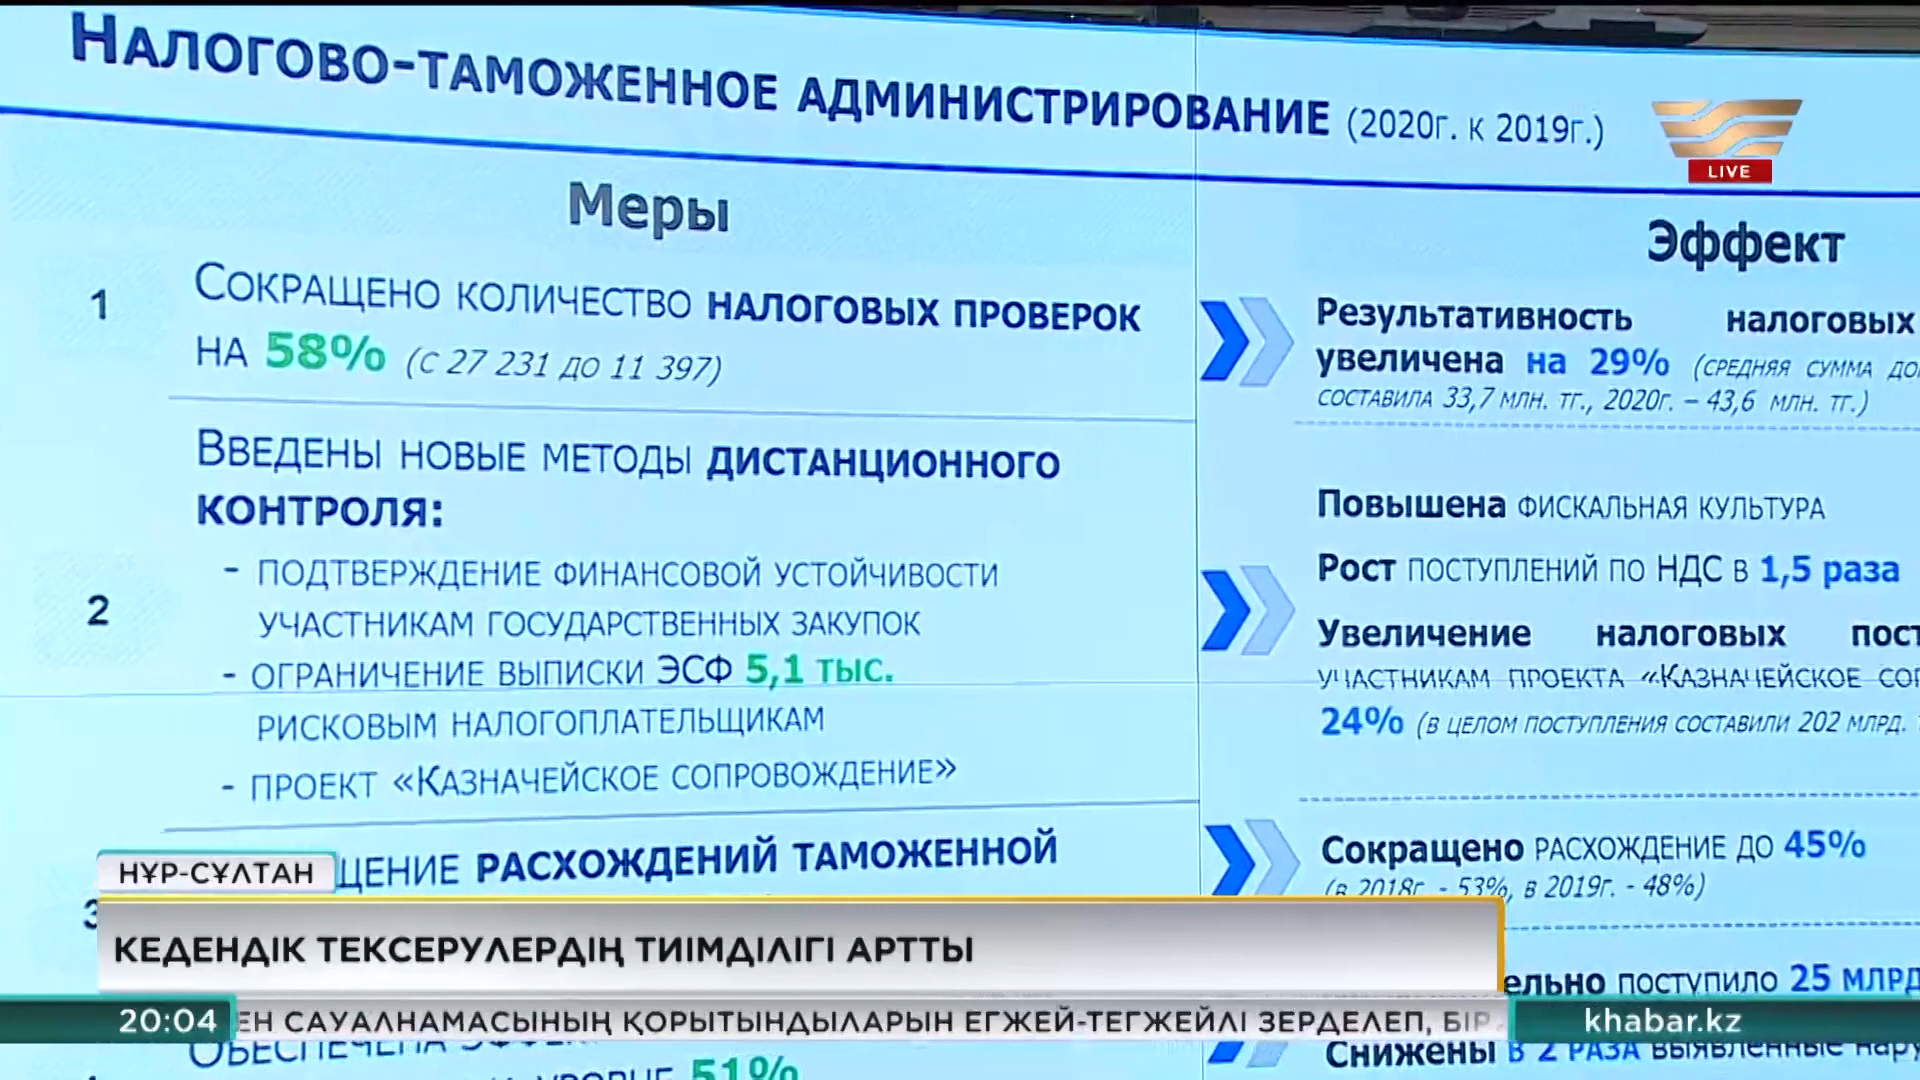 НАЛОГОВО-ТАМОЖЕННОЕ АДМИНИСТРИРОВАНИЕ (2020г. к 2019г.)
LIVE
Меры
Эффект
1
СОКРАЩЕНО КОЛИЧЕСТВО НАЛОГОВЫХ ПРОВЕРОК
НА 58% (С 27 231 ДО 11 397)
Результативность налоговых
увеличена на 29% (СРЕДНЯЯ СУММА
СОСТАВИЛА 33,7 МЛН. ТГ., 2020г. – 43,6 МЛН. ТГ.)
2
ВВЕДЕНЫ НОВЫЕ МЕТОДЫ ДИСТАНЦИОННОГО
КОНТРОЛЯ:
- ПОДТВЕРЖДЕНИЕ ФИНАНСОВОЙ УСТОЙЧИВОСТИ
УЧАСТНИКАМ ГОСУДАРСТВЕННЫХ ЗАКУПОК
- ОГРАНИЧЕНИЕ ВЫПИСКИ ЭСФ 5,1 ТЫС.
РИСКОВЫМ НАЛОГОПЛАТЕЛЬЩИКАМ
- ПРОЕКТ «КАЗНАЧЕЙСКОЕ СОПРОВОЖДЕНИЕ»
Повышена ФИСКАЛЬНАЯ КУЛЬТУРА
Рост ПОСТУПЛЕНИЙ ПО НДС В 1,5 раза
Увеличение налоговых
УЧАСТНИКАМ ПРОЕКТА «КАЗНАЧЕЙСКОЕ
24% (В ЦЕЛОМ ПОСТУПЛЕНИЯ СОСТАВИЛИ 202 МЛРД.
3
ЩЕНИЕ РАСХОЖДЕНИЙ ТАМОЖЕННОЙ
Сокращено РАСХОЖДЕНИЕ ДО 45%
(в 2018г. - 53%, в 2019г. - 48%)
ельно ПОСТУПИЛО 25 МЛРД
ОБЕСПЕЧЕНА
51%
Снижены В 2 РАЗА ВЫЯВЛЕННЫЕ
НҰР-СҰЛТАН
КЕДЕНДІК ТЕКСЕРУЛЕРДІҢ ТИІМДІЛІГІ АРТТЫ
20:04 ЕН САУАЛНАМАСЫНЫҢ ҚОРЫТЫНДЫЛАРЫН ЕГЖЕЙ-ТЕГЖЕЙЛІ ЗЕРДЕЛЕП, БІР khabar.kz